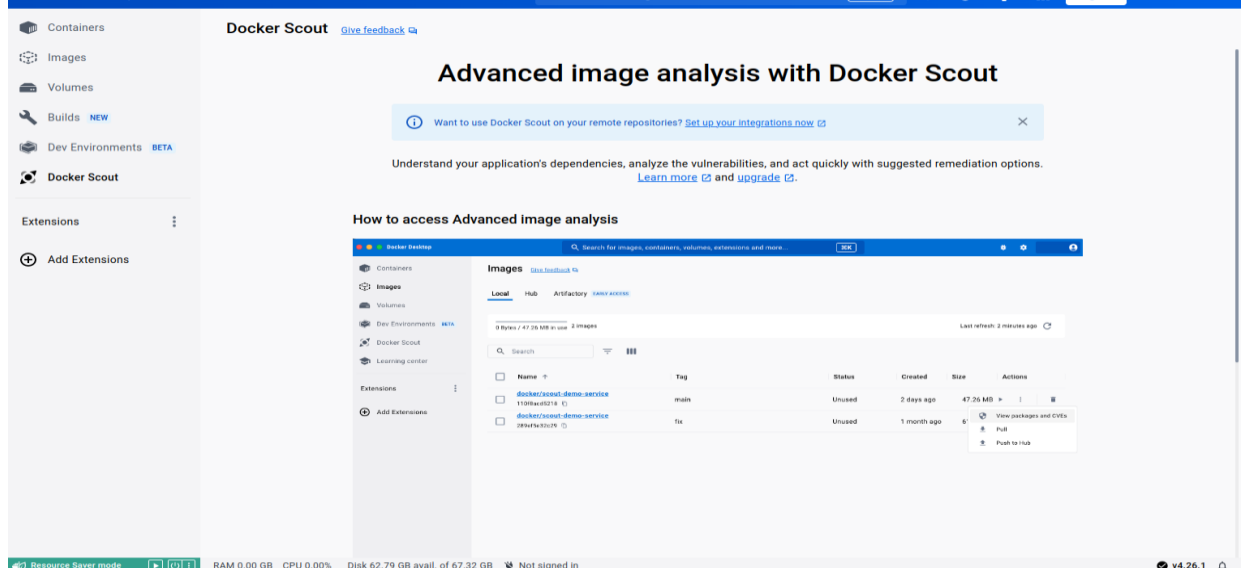 Containers
Images
Volumes
Builds NEW
Dev Environments BETA
Docker Scout
Extensions
Add Extensions
Docker Scout Give feedback
Advanced image analysis with Docker Scout
Want to use Docker Scout on your remote repositories? Set up your integrations now
Understand your application's dependencies, analyze the vulnerabilities, and act quickly with suggested remediation options.
Learn more and upgrade.
How to access Advanced image analysis
Docker Desktop
Search for images, containers, volumes, extensions and more...
⌘K
Containers
Images
Volumes
Dev Environments BETA
Docker Scout
Learning center
Extensions
Add Extensions
Images Give feedback
Local Hub Artifactory EARLY ACCESS
0 Bytes / 47.26 MB in use 2 images
Last refresh: 2 minutes ago
Search
Name Tag Status Created Size Actions
docker/scout-demo-service main Unused 2 days ago 47.26 MB
docker/scout-demo-service
fix Unused 1 month ago
View packages and CVEs
Pull
Push to Hub
Resource Saver mode
RAM 0.00 GB CPU 0.00% Disk 62.79 GB avail. of 67.32 GB Not signed in
v4.26.1